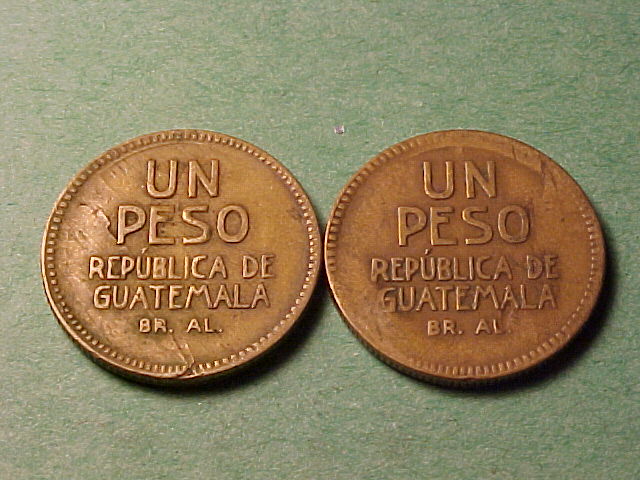 UN
PESO
REPÚBLICA DE
GUATEMALA
BR. AL.
UN
PESO
REPÚBLICA DE
GUATEMALA
BR. AL.